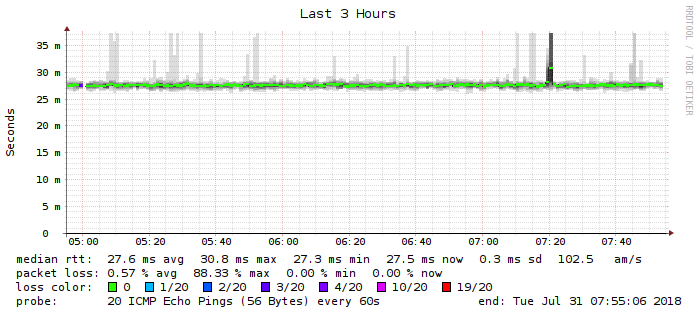 Last 3 Hours
RRDTOOL / TOBI OETIKER
Seconds
35 m
30 m
25 m
20 m
15 m
10 m
5 m
0
05:00 05:20 05:40 06:00 06:20 06:40 07:00 07:20 07:40
median rtt: 27.6 ms avg 30.8 ms max 27.3 ms min 27.5 ms now 0.3 ms sd 102.5 am/s
packet loss: 0.57 % avg 88.33 % max 0.00 % min 0.00 % now
loss color: 0 1/20 2/20 3/20 4/20 10/20 19/20
probe: 20 ICMP Echo Pings (56 Bytes) every 60s end: Tue Jul 31 07:55:06 2018